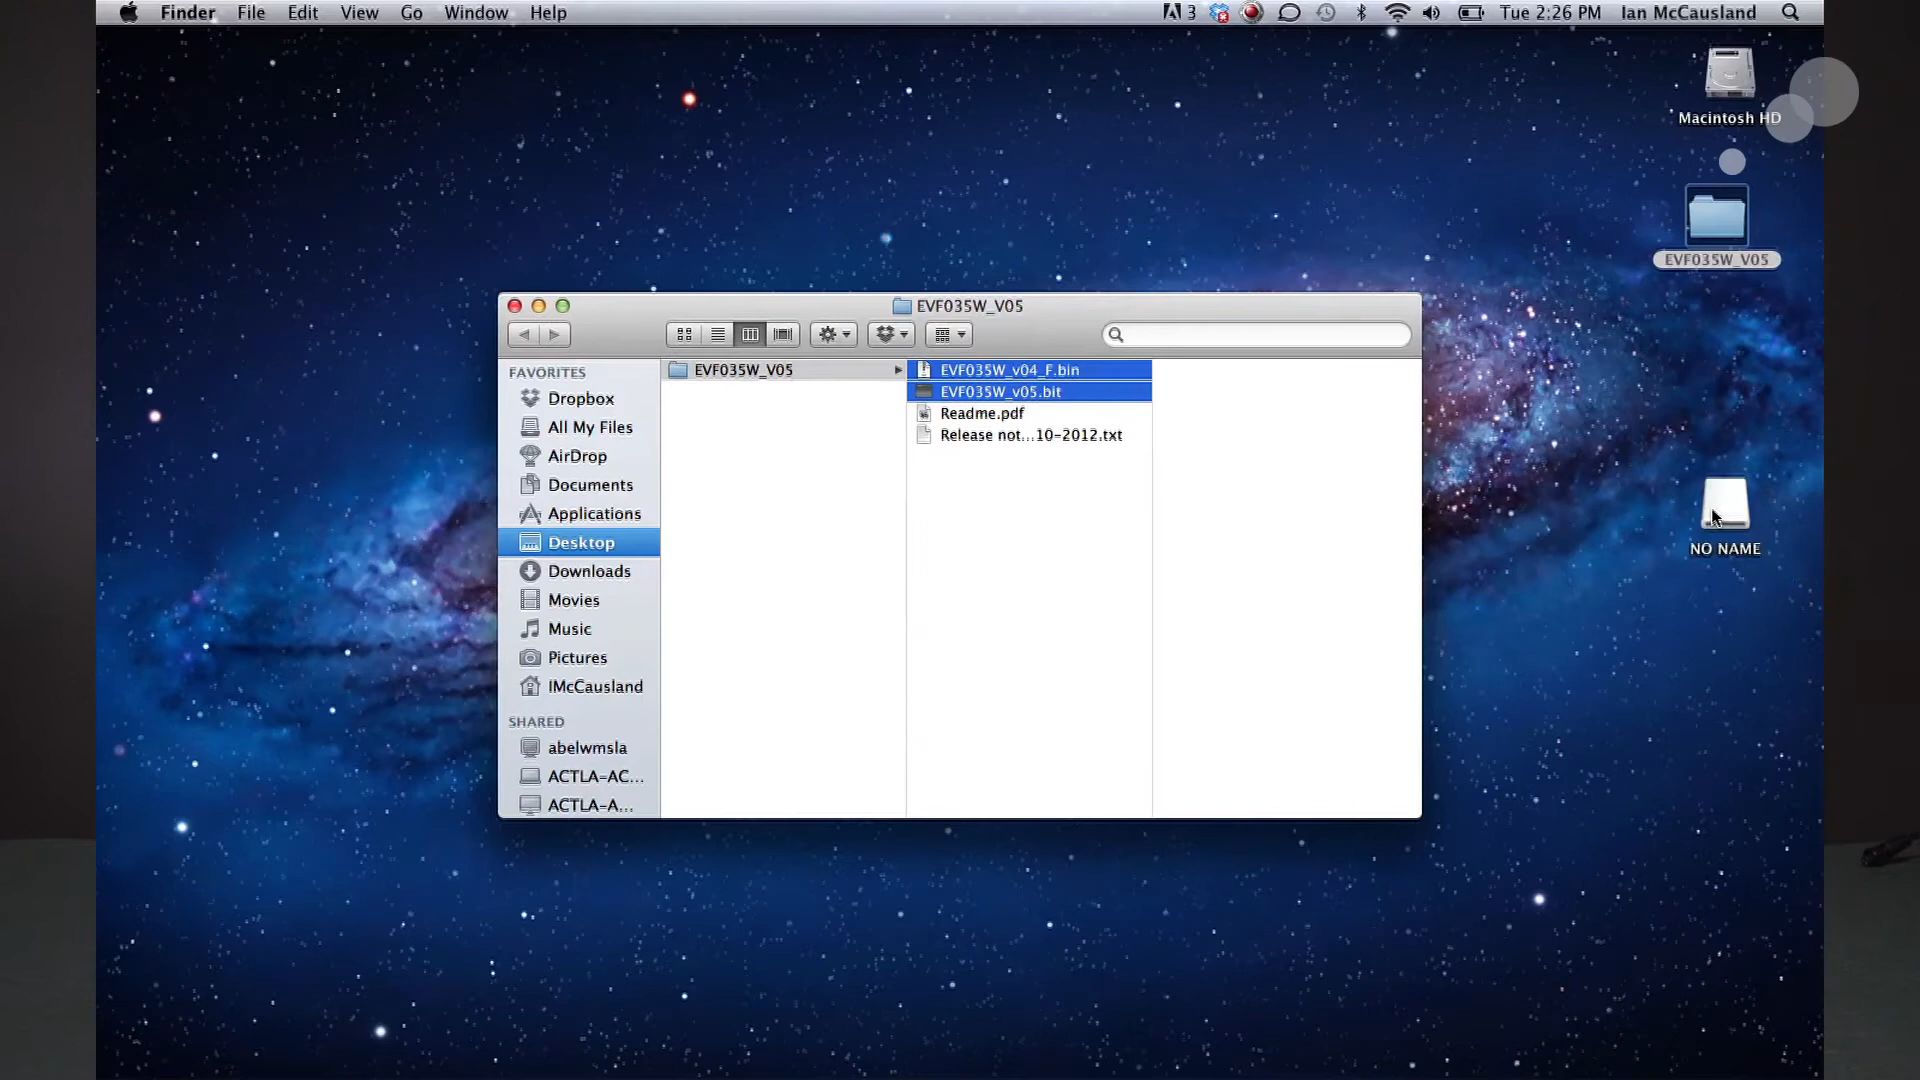 Finder File Edit View Go Window Help 3 Tue 2:26 PM Ian McCausland
Macintosh HD
EVF035W_V05
NO NAME
EVF035W_V05
FAVORITES
Dropbox
All My Files
AirDrop
Documents
Applications
Desktop
Downloads
Movies
Music
Pictures
IMcCausland
SHARED
abelwmsla
ACTLA-AC...
ACTLA-A...
EVF035W_V05
EVF035W_v04_F.bin
EVF035W_v05.bit
Readme.pdf
Release not...10-2012.txt